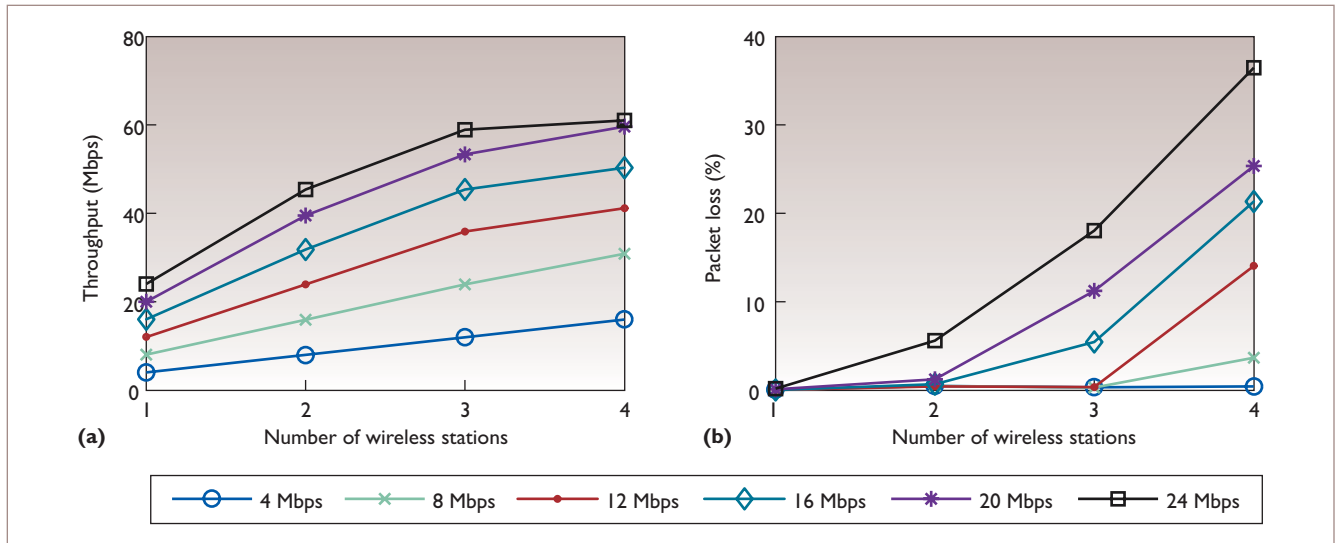 80
60
40
20
0
Throughput (Mbps)
1 2 3 4
(a) Number of wireless stations
40
30
20
10
0
Packet loss (%)
1 2 3 4
(b) Number of wireless stations
4 Mbps 8 Mbps 12 Mbps 16 Mbps 20 Mbps 24 Mbps